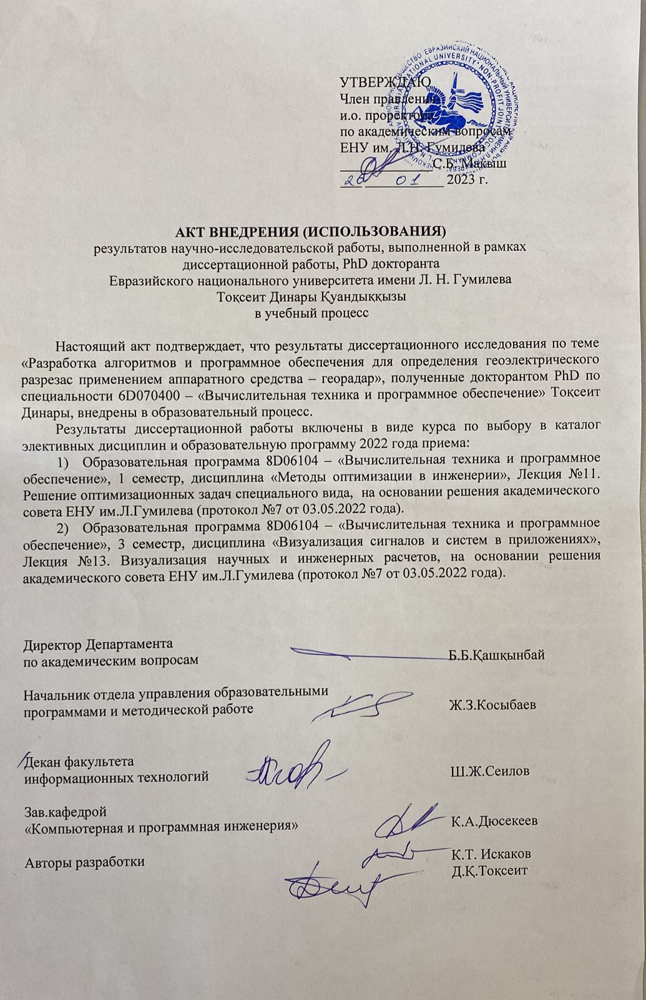 УТВЕРЖДАЮ
Член правления
и.о. проректора
по академическим вопросам
ЕНУ им. Л.Н. Гумилева
С.Б. Макыш
26 01 2023 г.
АКТ ВНЕДРЕНИЯ (ИСПОЛЬЗОВАНИЯ)
результатов научно-исследовательской работы, выполненной в рамках
диссертационной работы, PhD докторанта
Евразийского национального университета имени Л. Н. Гумилева
Тоқсеит Динары Қуандыққызы
в учебный процесс
Настоящий акт подтверждает, что результаты диссертационного исследования по теме
«Разработка алгоритмов и программное обеспечения для определения геоэлектрического
разрезас применением аппаратного средства – георадар», полученные докторантом PhD по
специальности 6D070400 – «Вычислительная техника и программное обеспечение» Тоқсеит
Динары, внедрены в образовательный процесс.
Результаты диссертационной работы включены в виде курса по выбору в каталог
элективных дисциплин и образовательную программу 2022 года приема:
1) Образовательная программа 8D06104 – «Вычислительная техника и программное
обеспечение», 1 семестр, дисциплина «Методы оптимизации в инженерии», Лекция №11.
Решение оптимизационных задач специального вида, на основании решения академического
совета ЕНУ им.Л.Гумилева (протокол №7 от 03.05.2022 года).
2) Образовательная программа 8D06104 – «Вычислительная техника и программное
обеспечение», 3 семестр, дисциплина «Визуализация сигналов и систем в приложениях»,
Лекция №13. Визуализация научных и инженерных расчетов, на основании решения
академического совета ЕНУ им.Л.Гумилева (протокол №7 от 03.05.2022 года).
Директор Департамента
по академическим вопросам Б.Б.Қашқынбай
Начальник отдела управления образовательными
программами и методической работе Ж.З.Косыбаев
Декан факультета
информационных технологий Ш.Ж.Сеилов
Зав.кафедрой
«Компьютерная и программная инженерия» К.А.Дюсекеев
Авторы разработки К.Т. Искаков
Д.Қ.Тоқсеит